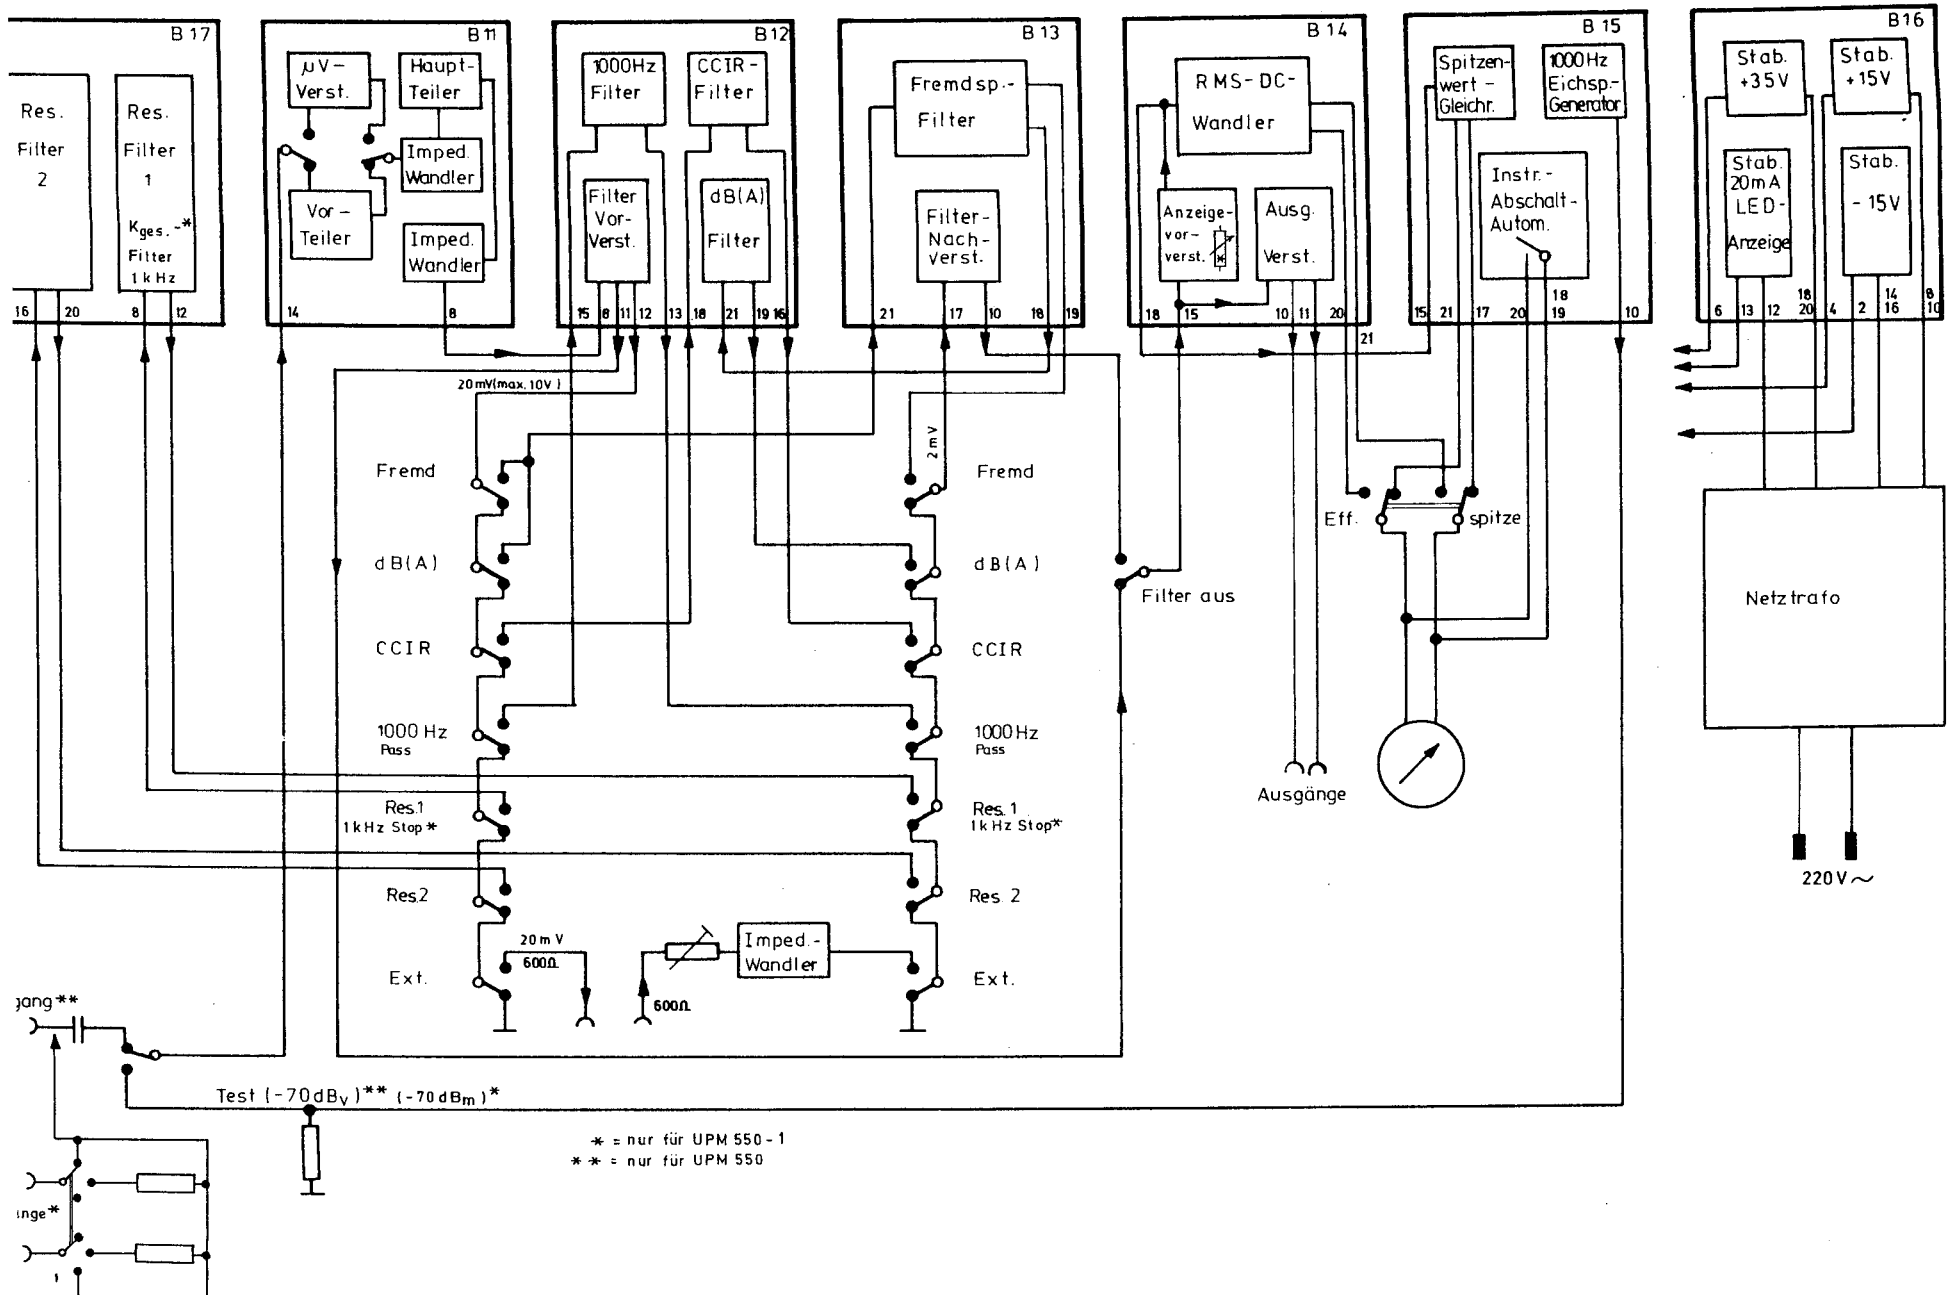 B 17
Res.
Filter
2
Res.
Filter
1
Kges.-*
Filter
1 kHz
16
20
8
12
B 11
µV-
Verst.
Haupt-
Teiler
Imped.
Wandler
Vor-
Teiler
Imped.
Wandler
14
8
B 12
1000Hz
Filter
CCIR-
Filter
Filter
Vor-
Verst.
dB(A)
Filter
15
8
11
12
13
18
21
19
16
B 13
Fremdsp.-
Filter
Filter-
Nach-
verst.
21
17
10
18
19
B 14
RMS-DC-
Wandler
Anzeige-
vor-
verst.
Ausg.
Verst.
18
15
10
11
20
21
B 15
Spitzen-
wert-
Gleichr.
1000Hz
Eichsp.-
Generator
Instr.-
Abschalt-
Autom.
15
21
17
20
18
19
10
B16
Stab.
+35V
Stab.
+15V
Stab.
20mA
LED-
Anzeige
Stab.
-15V
6
13
12
18
20
4
2
14
16
8
10
20mV(max.10V)
2 mV
Fremd
Fremd
dB(A)
dB(A)
CCIR
CCIR
1000 Hz
Pass
1000 Hz
Pass
Res.1
1kHz Stop*
Res. 1
1kHz Stop*
Res.2
Res. 2
Ext.
Ext.
20 mV
600Ω
600Ω
Imped.-
Wandler
Filter aus
Eff.
spitze
Ausgänge
Netztrafo
220V~
gang**
Test (-70dBv)** (-70dBm)*
* = nur für UPM 550-1
** = nur für UPM 550
inge*